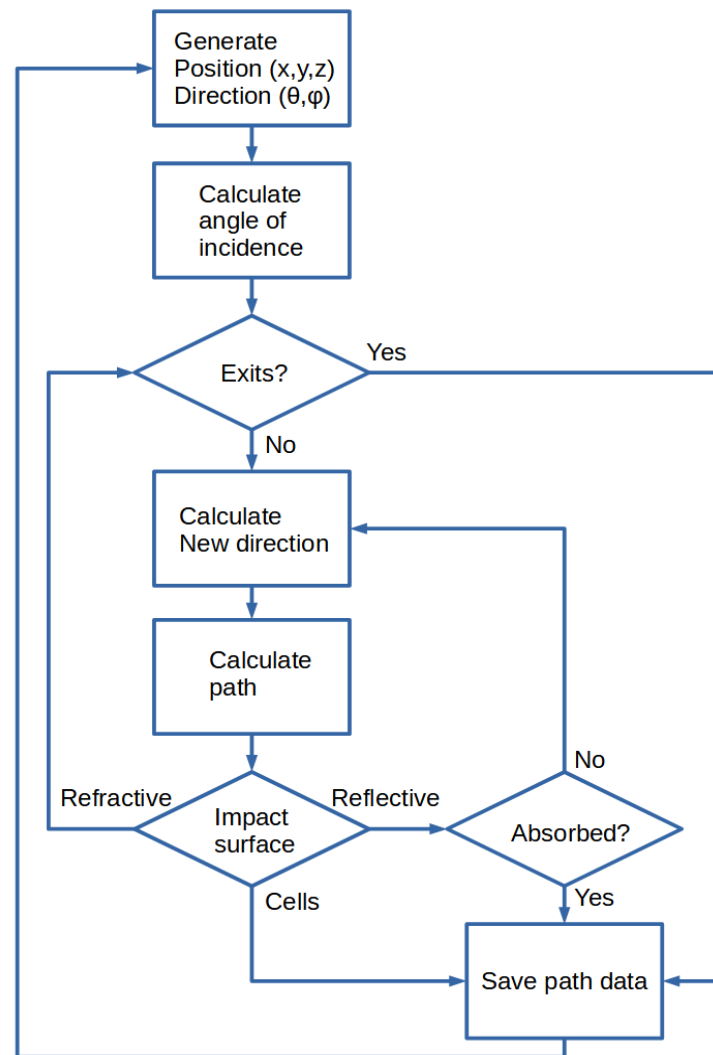 Generate
Position (x,y,z)
Direction (θ,φ)
Calculate
angle of
incidence
Exits?
Yes
No
Calculate
New direction
Calculate
path
Refractive
Impact
surface
Reflective
No
Absorbed?
Cells
Yes
Save path data